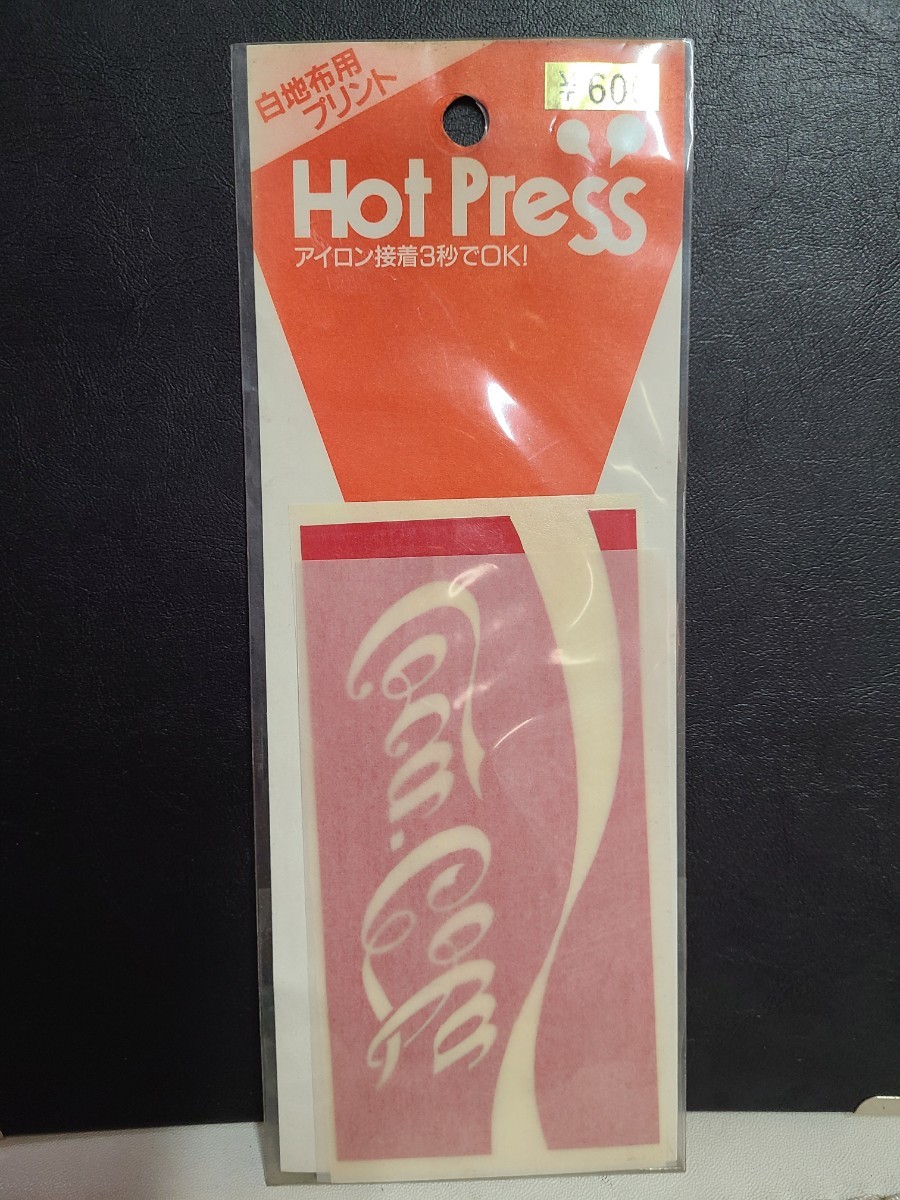 白地布用
プリント
¥600
Hot Press
アイロン接着3秒でOK!
Coca-Cola